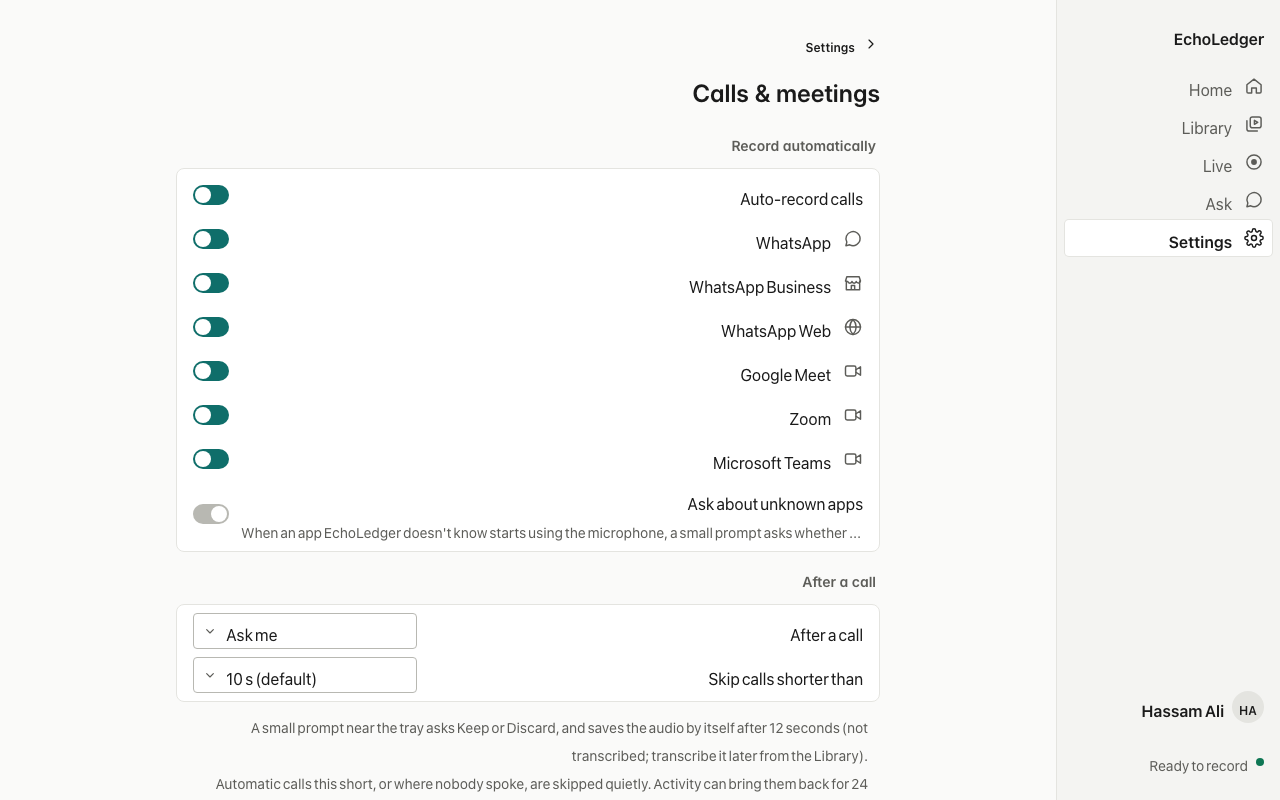 EchoLedger
Home
Library
Live
Ask
Settings
Hassam Ali
HA
Ready to record
Settings
Calls & meetings
Record automatically
Auto-record calls
WhatsApp
WhatsApp Business
WhatsApp Web
Google Meet
Zoom
Microsoft Teams
Ask about unknown apps
When an app EchoLedger doesn't know starts using the microphone, a small prompt asks whether ...
After a call
After a call
Ask me
Skip calls shorter than
10 s (default)
A small prompt near the tray asks Keep or Discard, and saves the audio by itself after 12 seconds (not
transcribed; transcribe it later from the Library).
Automatic calls this short, or where nobody spoke, are skipped quietly. Activity can bring them back for 24